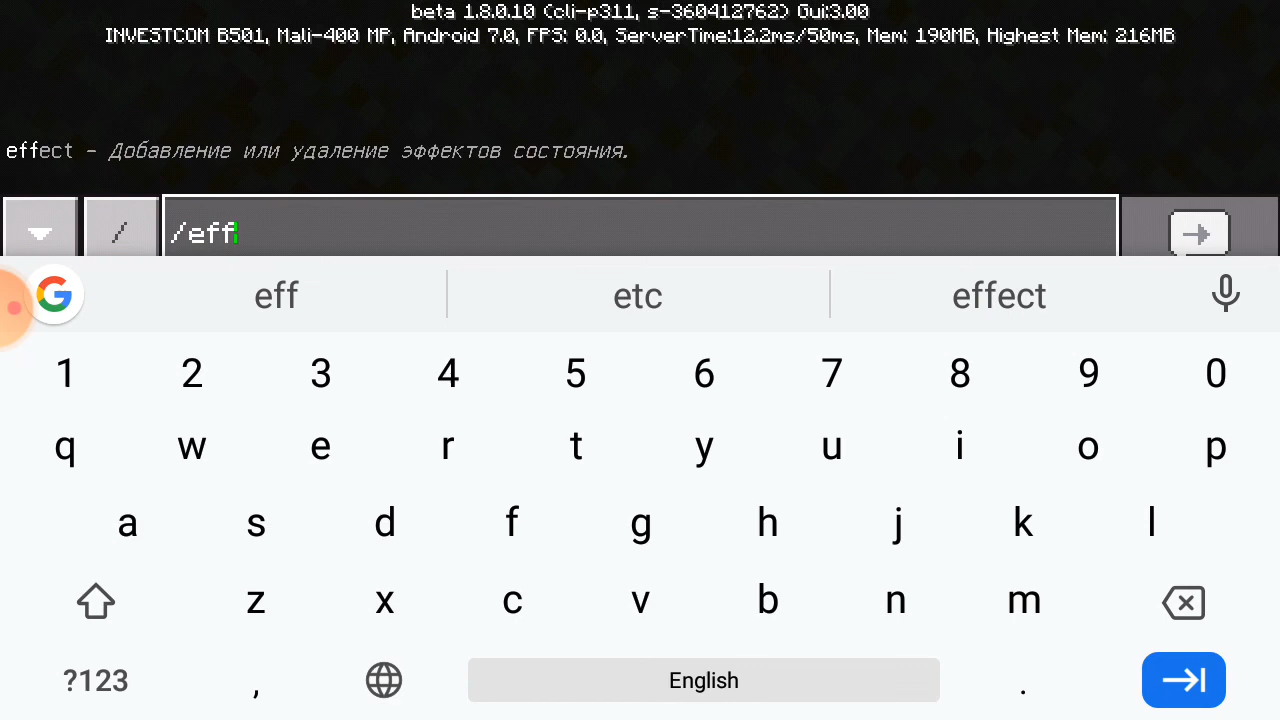 beta 1.8.0.10 (cli-p311, s-360412762) Gui:3.00
INVESTCOM B501, Mali-400 MP, Android 7.0, FPS: 0.0, ServerTime:12.2ms/50ms, Mem: 190MB, Highest Mem: 216MB
effect - Добавление или удаление эффектов состояния.
/ /eff
G eff etc effect
1 2 3 4 5 6 7 8 9 0
q w e r t y u i o p
a s d f g h j k l
z x c v b n m
?123 , English .